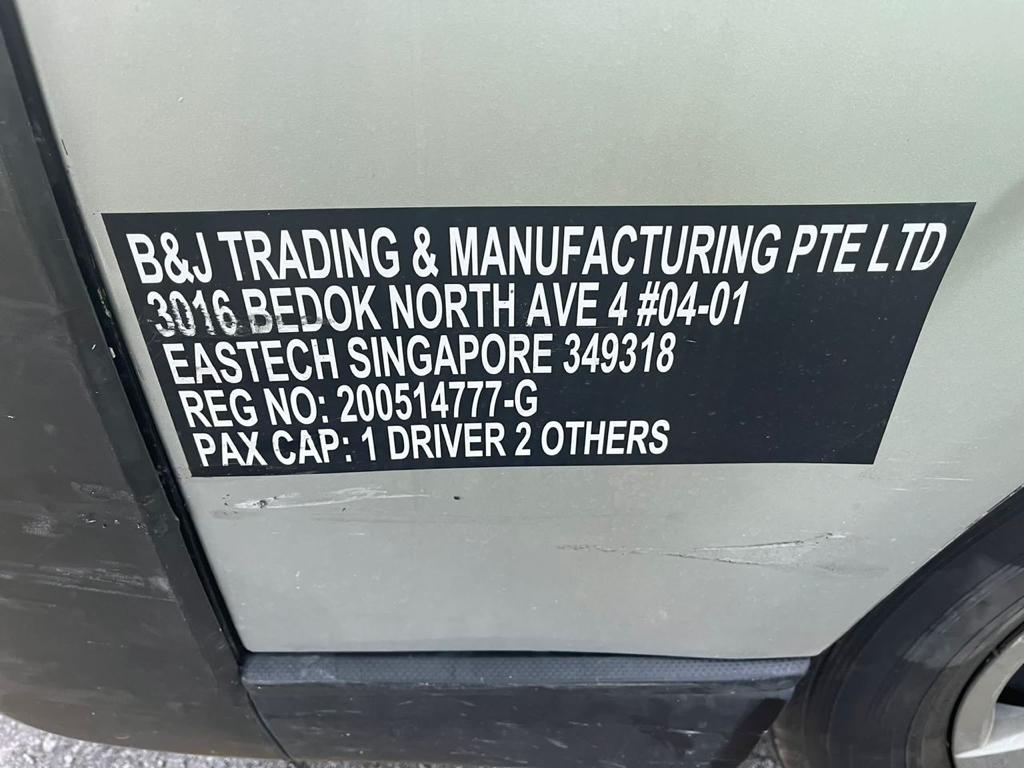 B&J TRADING & MANUFACTURING PTE LTD
3016 BEDOK NORTH AVE 4 #04-01
EASTECH SINGAPORE 349318
REG NO: 200514777-G
PAX CAP: 1 DRIVER 2 OTHERS